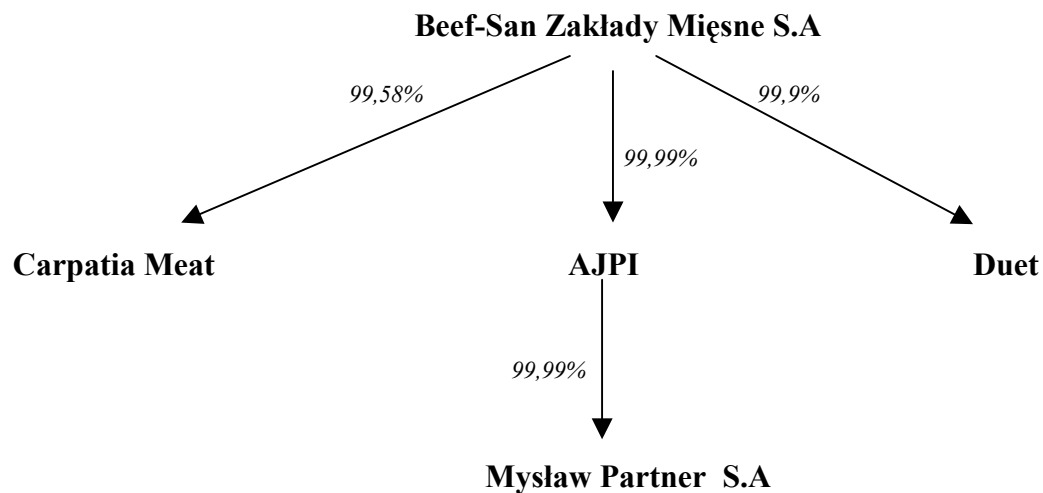 Beef-San Zakłady Mięsne S.A
99,58%
99,9%
99,99%
Carpatia Meat
AJPI
Duet
99,99%
Mysław Partner S.A